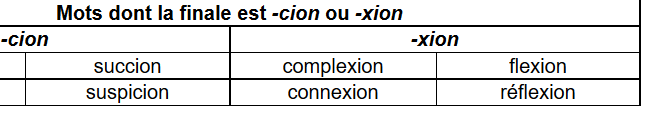 Mots dont la finale est -cion ou -xion
-cion -xion
succion complexion flexion
suspicion connexion réflexion